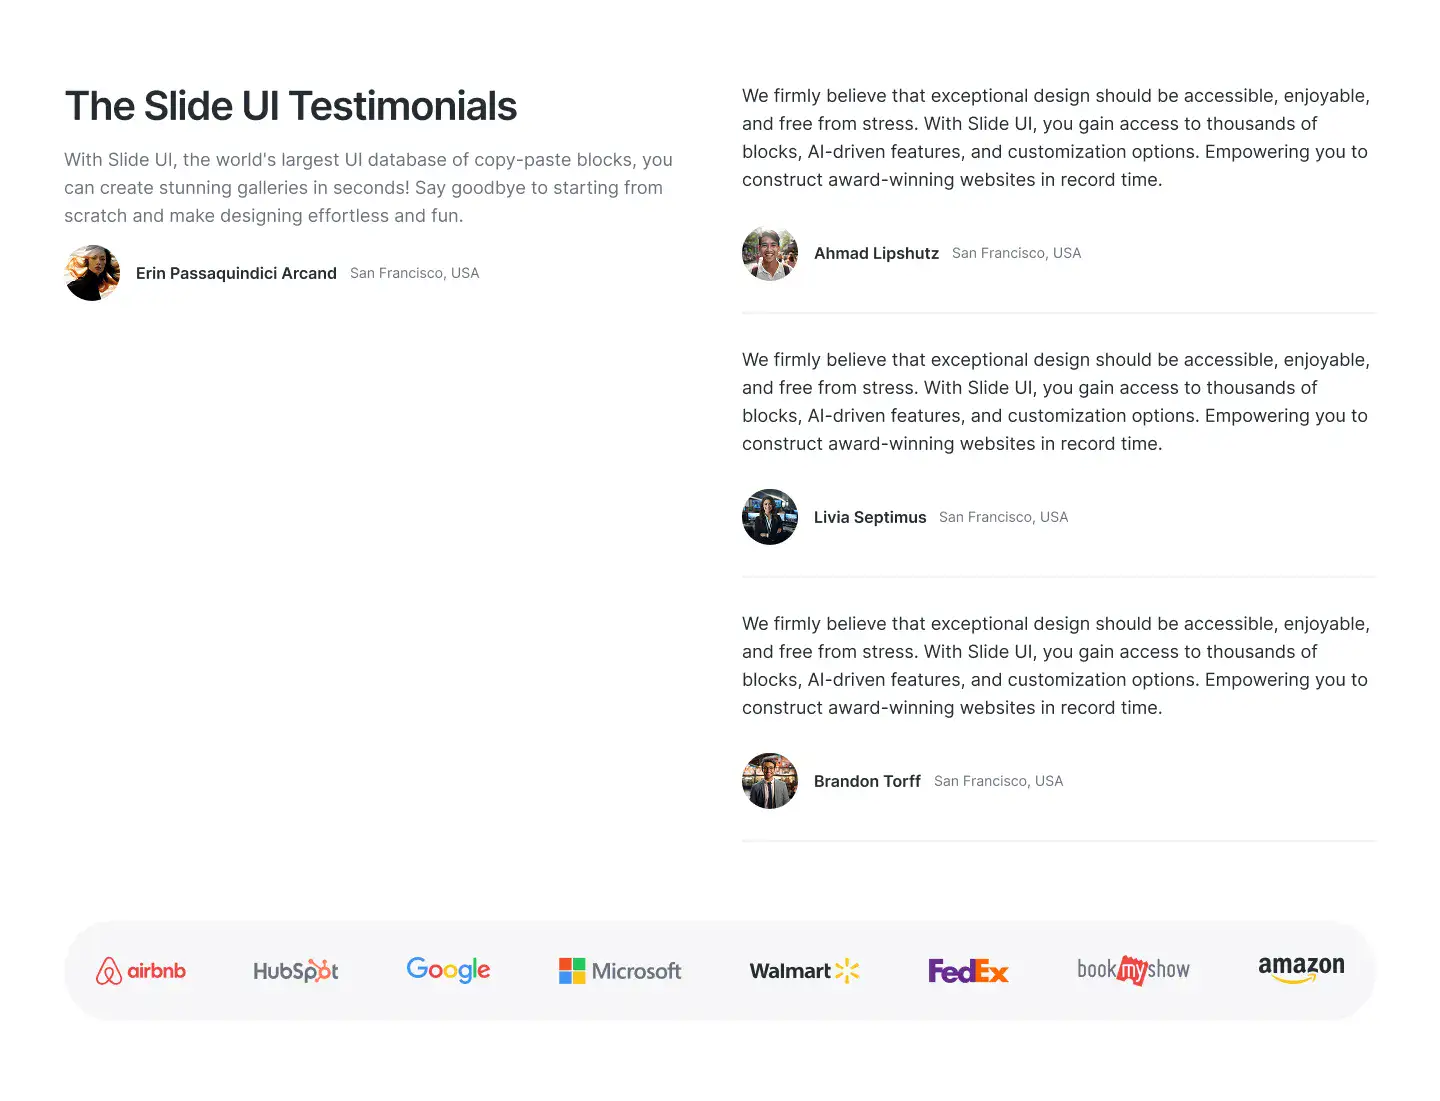 The Slide UI Testimonials
With Slide UI, the world's largest UI database of copy-paste blocks, you
can create stunning galleries in seconds! Say goodbye to starting from
scratch and make designing effortless and fun.
Erin Passaquindici Arcand San Francisco, USA
We firmly believe that exceptional design should be accessible, enjoyable,
and free from stress. With Slide UI, you gain access to thousands of
blocks, AI-driven features, and customization options. Empowering you to
construct award-winning websites in record time.
Ahmad Lipshutz San Francisco, USA
We firmly believe that exceptional design should be accessible, enjoyable,
and free from stress. With Slide UI, you gain access to thousands of
blocks, AI-driven features, and customization options. Empowering you to
construct award-winning websites in record time.
Livia Septimus San Francisco, USA
We firmly believe that exceptional design should be accessible, enjoyable,
and free from stress. With Slide UI, you gain access to thousands of
blocks, AI-driven features, and customization options. Empowering you to
construct award-winning websites in record time.
Brandon Torff San Francisco, USA
airbnb HubSpot Google Microsoft Walmart FedEx bookmyshow amazon